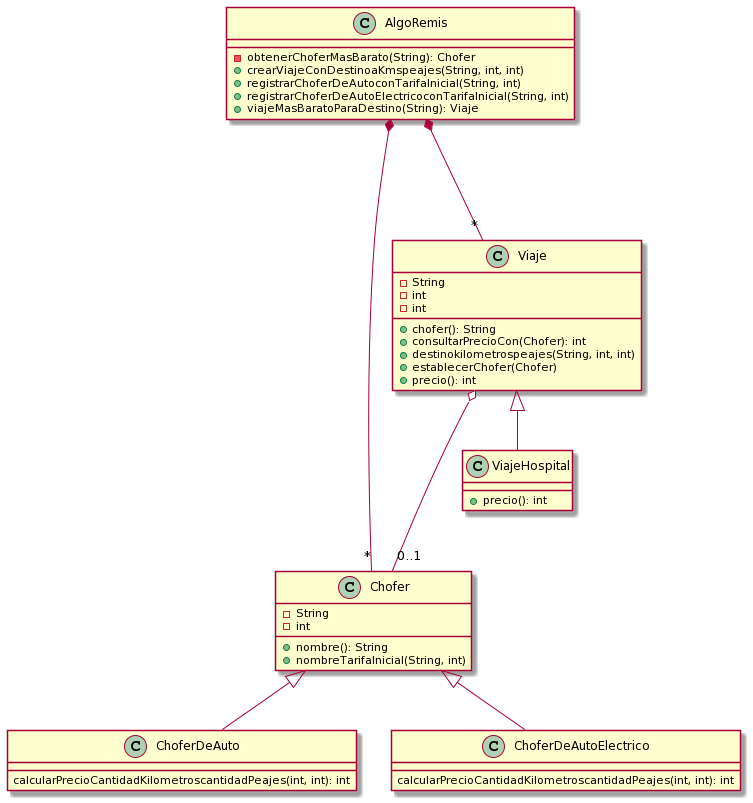 C AlgoRemis
obtenerChoferMasBarato(String): Chofer
crearViajeConDestinoaKmspeajes(String, int, int)
registrarChoferDeAutoconTarifaInicial(String, int)
registrarChoferDeAutoElectricoconTarifaInicial(String, int)
viajeMasBaratoParaDestino(String): Viaje
*
C Viaje
String
int
int
chofer(): String
consultarPrecioCon(Chofer): int
destinokilometrospeajes(String, int, int)
establecerChofer(Chofer)
precio(): int
C ViajeHospital
precio(): int
* 0..1
C Chofer
String
int
nombre(): String
nombreTarifaInicial(String, int)
C ChoferDeAuto
calcularPrecioCantidadKilometroscantidadPeajes(int, int): int
C ChoferDeAutoElectrico
calcularPrecioCantidadKilometroscantidadPeajes(int, int): int